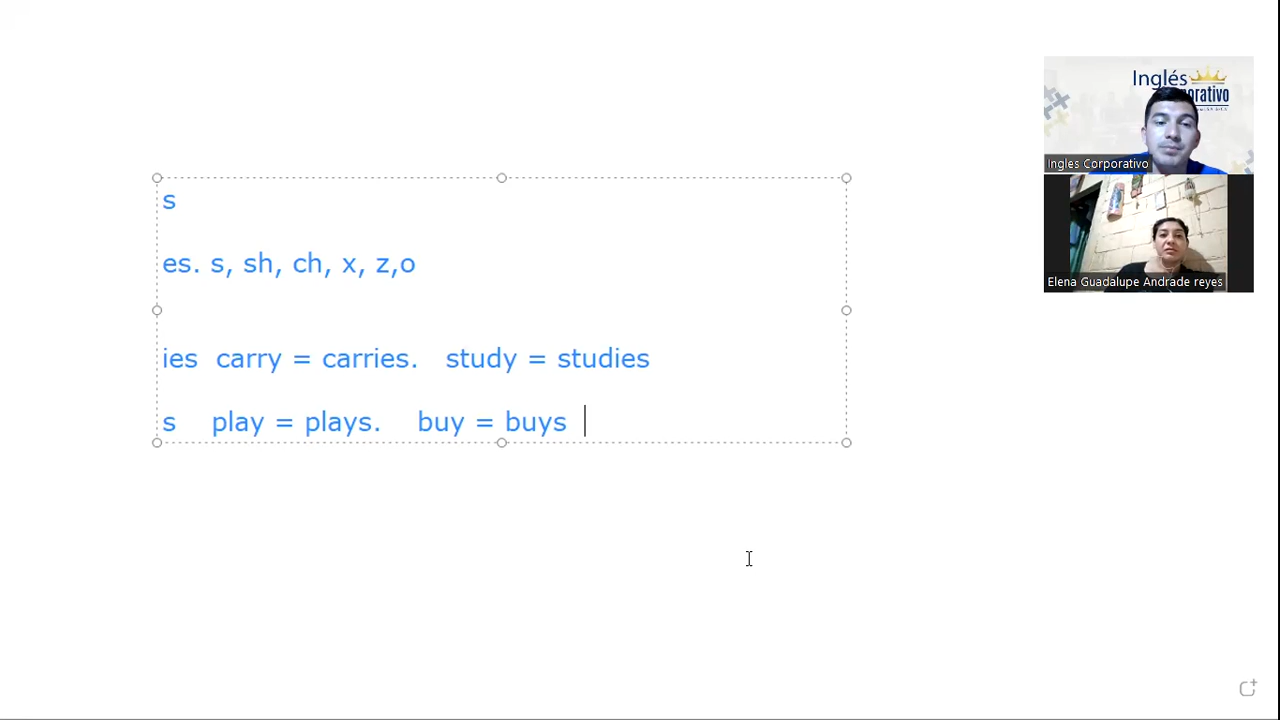 s
es. s, sh, ch, x, z,o
ies carry = carries. study = studies
s play = plays. buy = buys
Inglés
Ingles Corporativo
Elena Guadalupe Andrade reyes